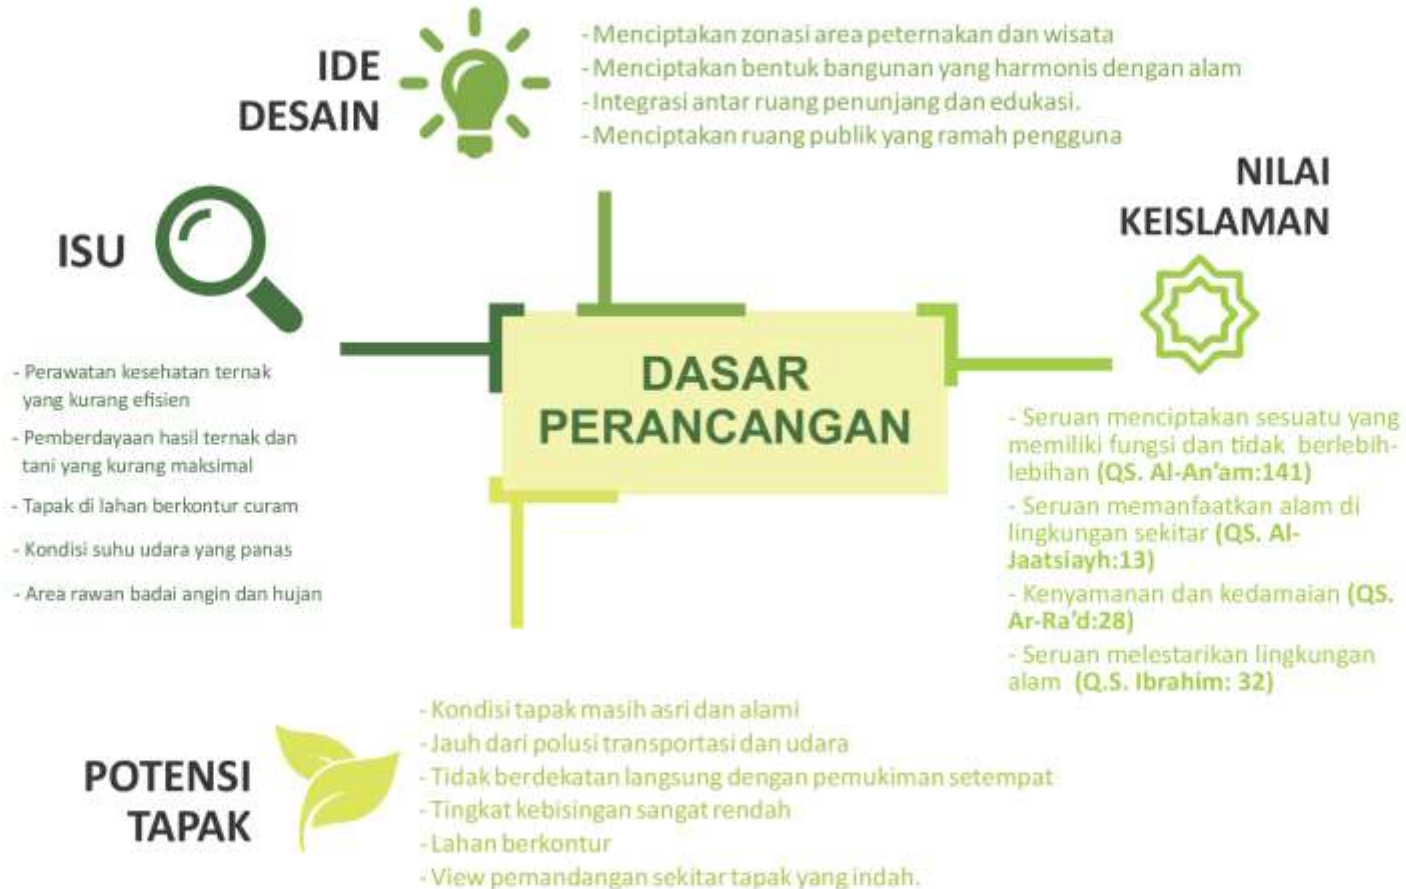 IDE
DESAIN
- Menciptakan zonasi area peternakan dan wisata
- Menciptakan bentuk bangunan yang harmonis dengan alam
- Integrasi antar ruang penunjang dan edukasi.
- Menciptakan ruang publik yang ramah pengguna
ISU
- Perawatan kesehatan ternak
yang kurang efisien
- Pemberdayaan hasil ternak dan
tani yang kurang maksimal
- Tapak di lahan berkontur curam
- Kondisi suhu udara yang panas
- Area rawan badai angin dan hujan
DASAR
PERANCANGAN
NILAI
KEISLAMAN
- Seruan menciptakan sesuatu yang
memiliki fungsi dan tidak berlebih-
lebihan (QS. Al-An'am:141)
- Seruan memanfaatkan alam di
lingkungan sekitar (QS. Al-
Jaatsiayh:13)
- Kenyamanan dan kedamaian (QS.
Ar-Ra'd:28)
- Seruan melestarikan lingkungan
alam (Q.S. Ibrahim: 32)
POTENSI
TAPAK
- Kondisi tapak masih asri dan alami
- Jauh dari polusi transportasi dan udara
- Tidak berdekatan langsung dengan pemukiman setempat
- Tingkat kebisingan sangat rendah
- Lahan berkontur
- View pemandangan sekitar tapak yang indah.